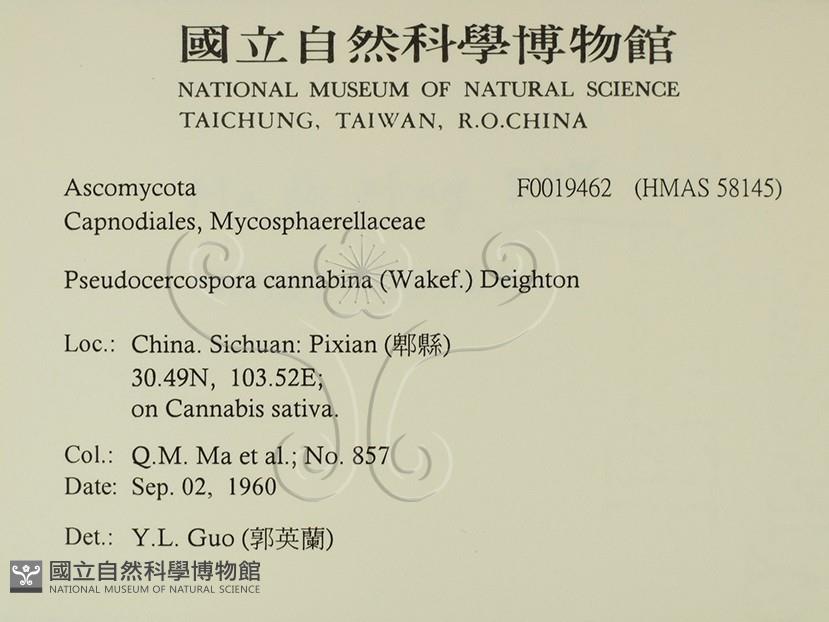 國立自然科學博物館
NATIONAL MUSEUM OF NATURAL SCIENCE
TAICHUNG, TAIWAN, R.O.CHINA
Ascomycota F0019462 (HMAS 58145)
Capnodiales, Mycosphaerellaceae
Pseudocercospora cannabina (Wakef.) Deighton
Loc.: China. Sichuan: Pixian (郫縣)
30.49N, 103.52E;
on Cannabis sativa.
Col.: Q.M. Ma et al.; No. 857
Date: Sep. 02, 1960
Det.: Y.L. Guo (郭英蘭)
國立自然科學博物館
NATIONAL MUSEUM OF NATURAL SCIENCE